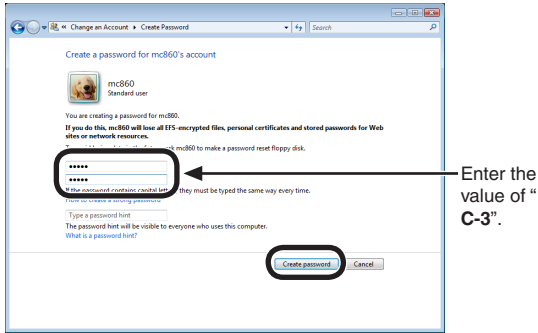 « Change an Account ▸ Create Password
Search
Create a password for mc860's account
mc860
Standard user
You are creating a password for mc860.
If you do this, mc860 will lose all EFS-encrypted files, personal certificates and stored passwords for Web
sites or network resources.
mc860 to make a password reset floppy disk.
•••••
•••••
If the password contains capital they must be typed the same way every time.
How to create a strong password
Type a password hint
The password hint will be visible to everyone who uses this computer.
What is a password hint?
Create password
Cancel
Enter the
value of “
C-3”.